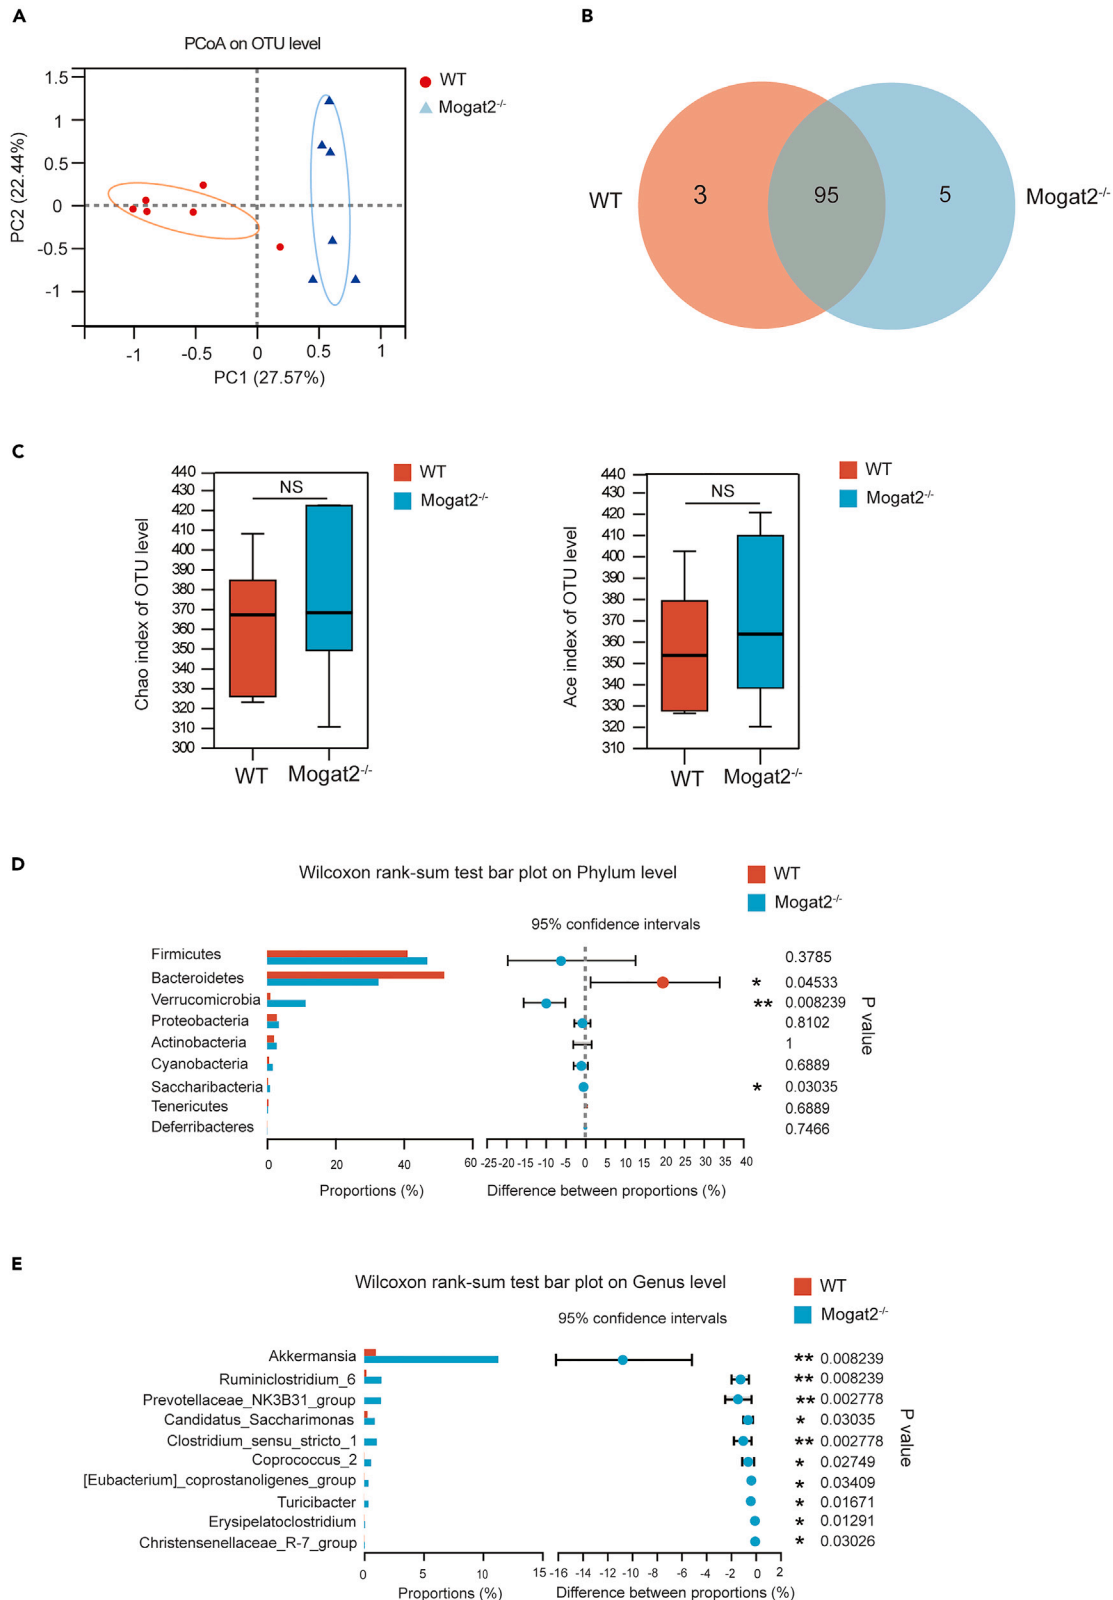 A
PCoA on OTU level
WT
Mogat2-/-
PC2 (22.44%)
1.5
1
0.5
0
-0.5
-1
-1 -0.5 0 0.5 1
PC1 (27.57%)
B
WT 3 95 5 Mogat2-/-
C
Chao index of OTU level
440
430
420
410
400
390
380
370
360
350
340
330
320
310
300
NS
WT Mogat2-/-
WT
Mogat2-/-
Ace index of OTU level
440
430
420
410
400
390
380
370
360
350
340
330
320
310
NS
WT Mogat2-/-
WT
Mogat2-/-
D
Wilcoxon rank-sum test bar plot on Phylum level
WT
Mogat2-/-
95% confidence intervals
Firmicutes 0.3785
Bacteroidetes * 0.04533
Verrucomicrobia ** 0.008239
Proteobacteria 0.8102
Actinobacteria 1
Cyanobacteria 0.6889
Saccharibacteria * 0.03035
Tenericutes 0.6889
Deferribacteres 0.7466
P value
0 20 40 60 -25 -20 -15 -10 -5 0 5 10 15 20 25 30 35 40
Proportions (%) Difference between proportions (%)
E
Wilcoxon rank-sum test bar plot on Genus level
WT
Mogat2-/-
95% confidence intervals
Akkermansia ** 0.008239
Ruminiclostridium_6 ** 0.008239
Prevotellaceae_NK3B31_group ** 0.002778
Candidatus_Saccharimonas * 0.03035
Clostridium_sensu_stricto_1 ** 0.002778
Coprococcus_2 * 0.02749
[Eubacterium]_coprostanoligenes_group * 0.03409
Turicibacter * 0.01671
Erysipelatoclostridium * 0.01291
Christensenellaceae_R-7_group * 0.03026
P value
0 5 10 15 -16 -14 -12 -10 -8 -6 -4 -2 0 2
Proportions (%) Difference between proportions (%)